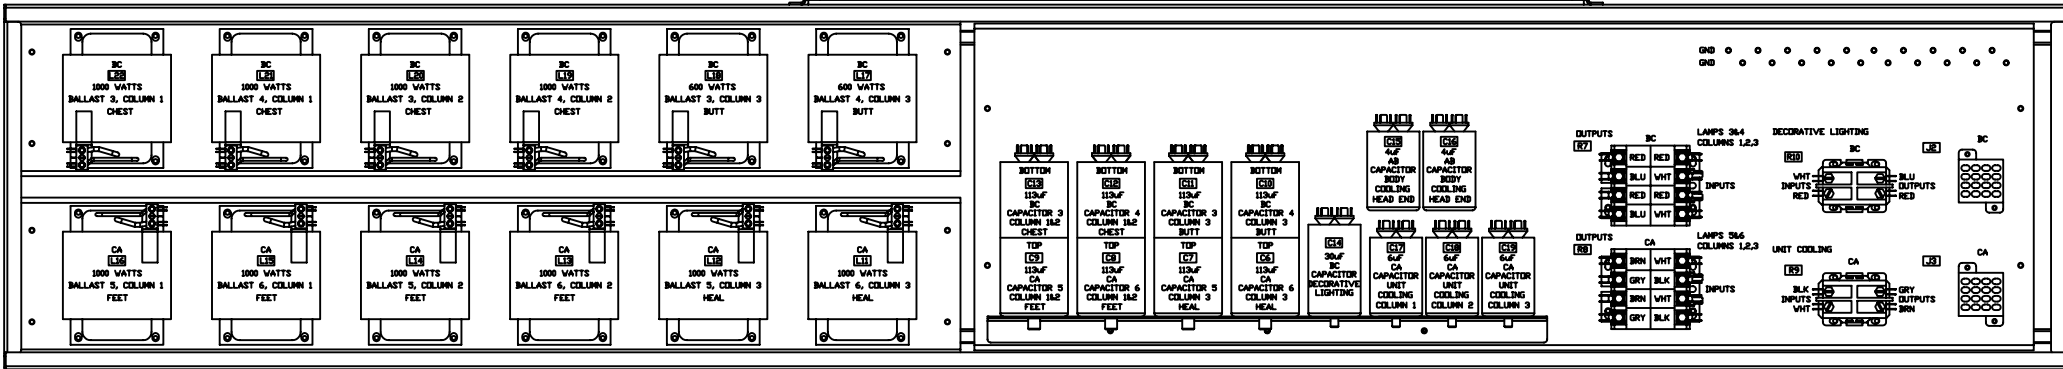 BC
L22
1000 WATTS
BALLAST 3, COLUMN 1
CHEST
BC
L21
1000 WATTS
BALLAST 4, COLUMN 1
CHEST
BC
L20
1000 WATTS
BALLAST 3, COLUMN 2
CHEST
BC
L19
1000 WATTS
BALLAST 4, COLUMN 2
CHEST
BC
L18
600 WATTS
BALLAST 3, COLUMN 3
BUTT
BC
L17
600 WATTS
BALLAST 4, COLUMN 3
BUTT
CA
L16
1000 WATTS
BALLAST 5, COLUMN 1
FEET
CA
L15
1000 WATTS
BALLAST 6, COLUMN 1
FEET
CA
L14
1000 WATTS
BALLAST 5, COLUMN 2
FEET
CA
L13
1000 WATTS
BALLAST 6, COLUMN 2
FEET
CA
L12
1000 WATTS
BALLAST 5, COLUMN 3
HEAL
CA
L11
1000 WATTS
BALLAST 6, COLUMN 3
HEAL
BOTTOM
C13
113uF
BC
CAPACITOR 3
COLUMN 1&2
CHEST
TOP
C9
113uF
CA
CAPACITOR 5
COLUMN 1&2
FEET
BOTTOM
C12
113uF
BC
CAPACITOR 4
COLUMN 1&2
CHEST
TOP
C8
113uF
CA
CAPACITOR 6
COLUMN 1&2
FEET
BOTTOM
C11
113uF
BC
CAPACITOR 3
COLUMN 3
BUTT
TOP
C7
113uF
CA
CAPACITOR 5
COLUMN 3
HEAL
BOTTOM
C10
113uF
BC
CAPACITOR 4
COLUMN 3
BUTT
TOP
C6
113uF
CA
CAPACITOR 6
COLUMN 3
HEAL
C14
30uF
BC
CAPACITOR
DECORATIVE
LIGHTING
C15
4uF
AB
CAPACITOR
BODY
COOLING
HEAD END
C16
4uF
AB
CAPACITOR
BODY
COOLING
HEAD END
C17
6uF
CA
CAPACITOR
UNIT
COOLING
COLUMN 1
C18
6uF
CA
CAPACITOR
UNIT
COOLING
COLUMN 2
C19
6uF
CA
CAPACITOR
UNIT
COOLING
COLUMN 3
GND
GND
OUTPUTS
R7
BC
LAMPS 3&4
COLUMNS 1,2,3
RED RED
BLU WHT
INPUTS
RED RED
BLU WHT
DECORATIVE LIGHTING
R10
BC
WHT BLU
INPUTS OUTPUTS
RED RED
J2
BC
OUTPUTS
R8
CA
LAMPS 5&6
COLUMNS 1,2,3
BRN WHT
GRY BLK
INPUTS
BRN WHT
GRY BLK
UNIT COOLING
R9
CA
BLK GRY
INPUTS OUTPUTS
WHT BRN
J3
CA